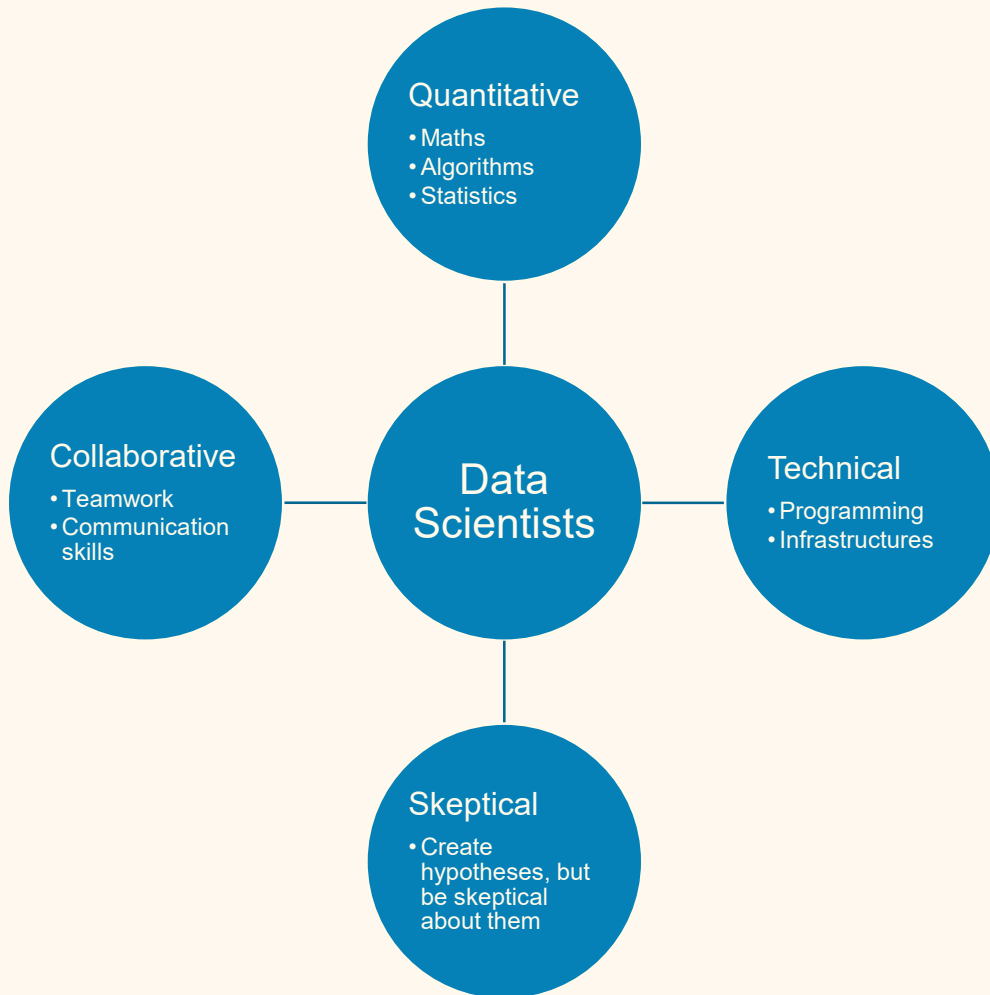 Quantitative
• Maths
• Algorithms
• Statistics
Collaborative
• Teamwork
• Communication
skills
Data
Scientists
Technical
• Programming
• Infrastructures
Skeptical
• Create
hypotheses, but
be skeptical
about them